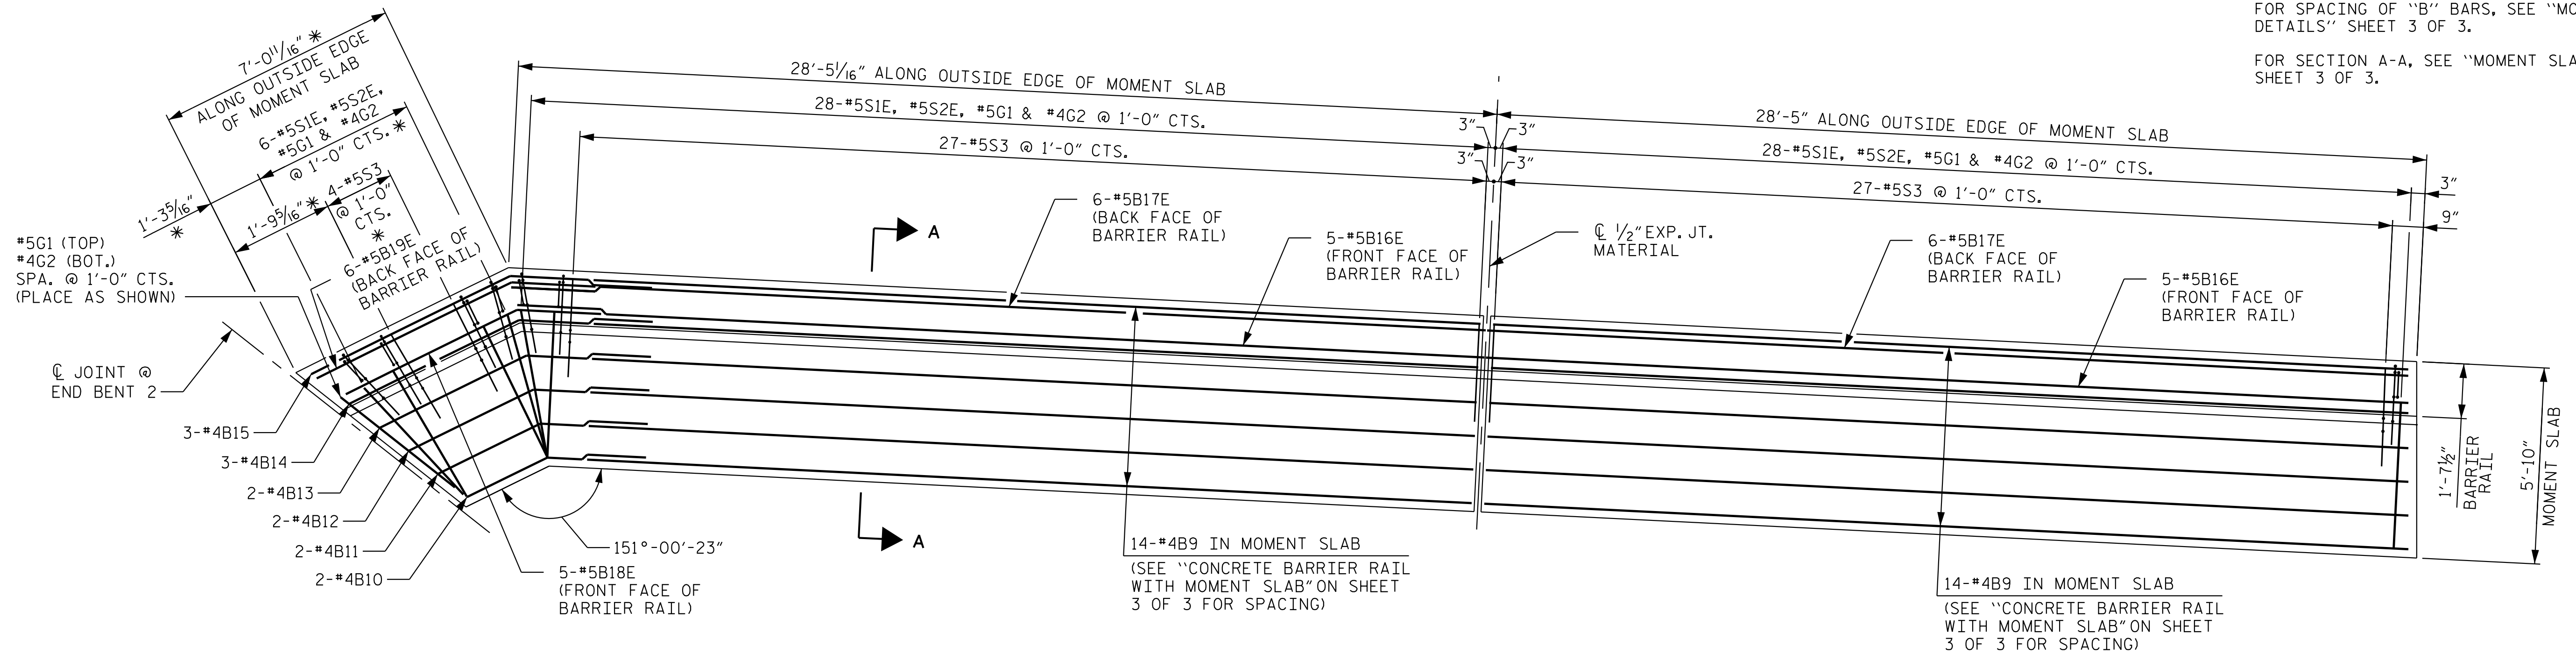 FOR SPACING OF ‶B″ BARS, SEE ‶MO
DETAILS″ SHEET 3 OF 3.
FOR SECTION A-A, SEE ‶MOMENT SLA
SHEET 3 OF 3.
7′-0 11/16″ *
ALONG OUTSIDE EDGE
OF MOMENT SLAB
6-#5S1E, #5S2E,
#5G1 & #4G2
@ 1′-0″ CTS. *
4-#5S3
@ 1′-0″
CTS.
*
1′-3 5/16″
*
1′-9 5/16″ *
6-#5B19E
(BACK FACE OF
BARRIER RAIL)
#5G1 (TOP)
#4G2 (BOT.)
SPA. @ 1′-0″ CTS.
(PLACE AS SHOWN)
℄ JOINT @
END BENT 2
3-#4B15
3-#4B14
2-#4B13
2-#4B12
2-#4B11
2-#4B10
151°-00′-23″
5-#5B18E
(FRONT FACE OF
BARRIER RAIL)
28′-5 1/16″ ALONG OUTSIDE EDGE OF MOMENT SLAB
28-#5S1E, #5S2E, #5G1 & #4G2 @ 1′-0″ CTS.
27-#5S3 @ 1′-0″ CTS.
3″
3″
3″
3″
6-#5B17E
(BACK FACE OF
BARRIER RAIL)
5-#5B16E
(FRONT FACE OF
BARRIER RAIL)
A
A
℄ 1/2″ EXP. JT.
MATERIAL
14-#4B9 IN MOMENT SLAB
(SEE ‶CONCRETE BARRIER RAIL
WITH MOMENT SLAB″ ON SHEET
3 OF 3 FOR SPACING)
28′-5″ ALONG OUTSIDE EDGE OF MOMENT SLAB
28-#5S1E, #5S2E, #5G1 & #4G2 @ 1′-0″ CTS.
27-#5S3 @ 1′-0″ CTS.
3″
9″
6-#5B17E
(BACK FACE OF
BARRIER RAIL)
5-#5B16E
(FRONT FACE OF
BARRIER RAIL)
1′-7 1/2″
BARRIER
RAIL
5′-10″
MOMENT SLAB
14-#4B9 IN MOMENT SLAB
(SEE ‶CONCRETE BARRIER RAIL
WITH MOMENT SLAB″ ON SHEET
3 OF 3 FOR SPACING)